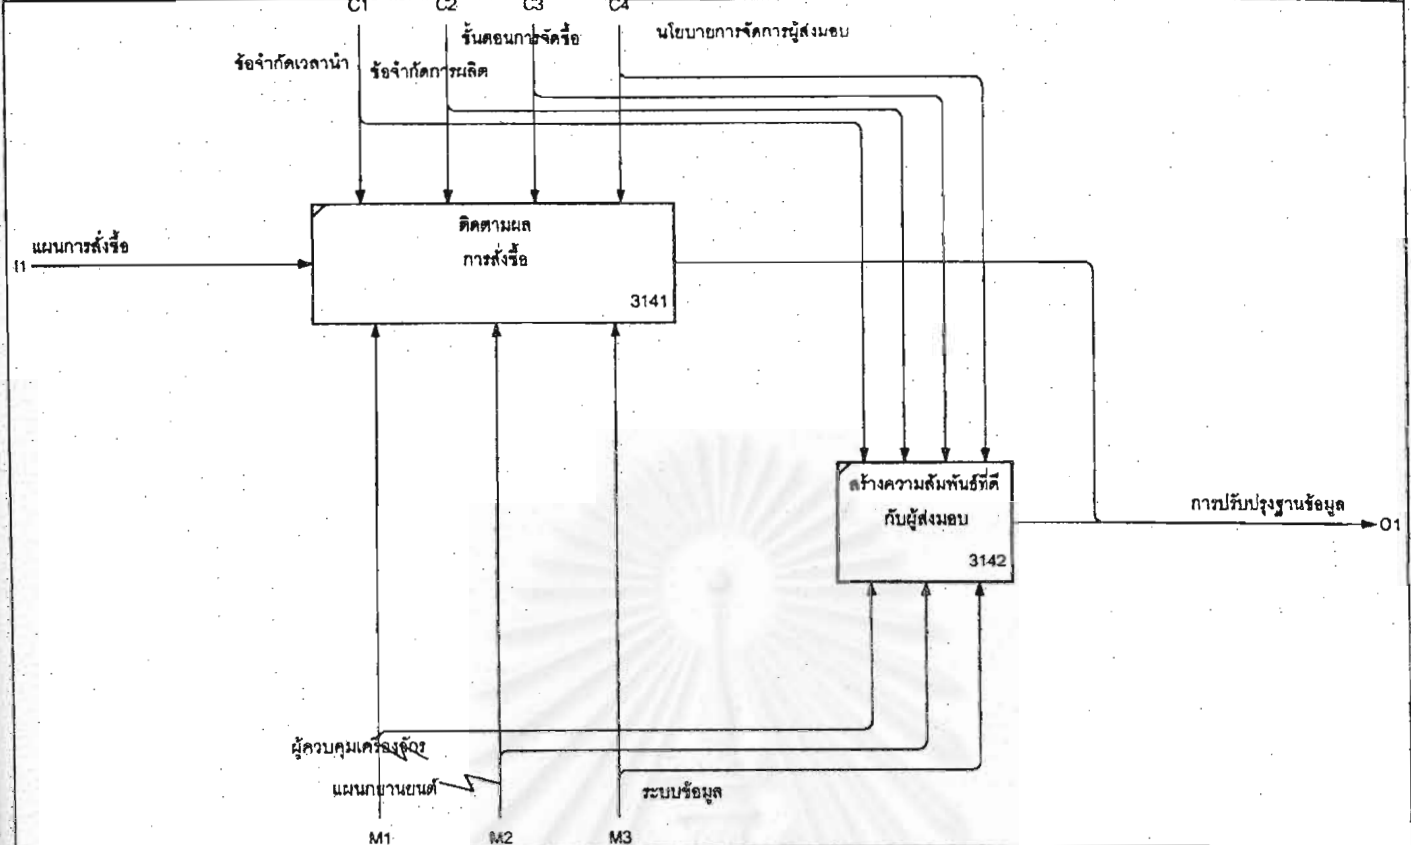 C1
C2
C3
C4
ขั้นตอนการจัดซื้อ
นโยบายการจัดการผู้ส่งมอบ
ข้อจำกัดเวลานำ
ข้อจำกัดการผลิต
ติดตามผล
การสั่งซื้อ
3141
แผนการสั่งซื้อ
I1
สร้างความสัมพันธ์ที่ดี
กับผู้ส่งมอบ
3142
การปรับปรุงฐานข้อมูล
O1
ผู้ควบคุมเครื่องจักร
แผนกยานยนต์
ระบบข้อมูล
M1
M2
M3